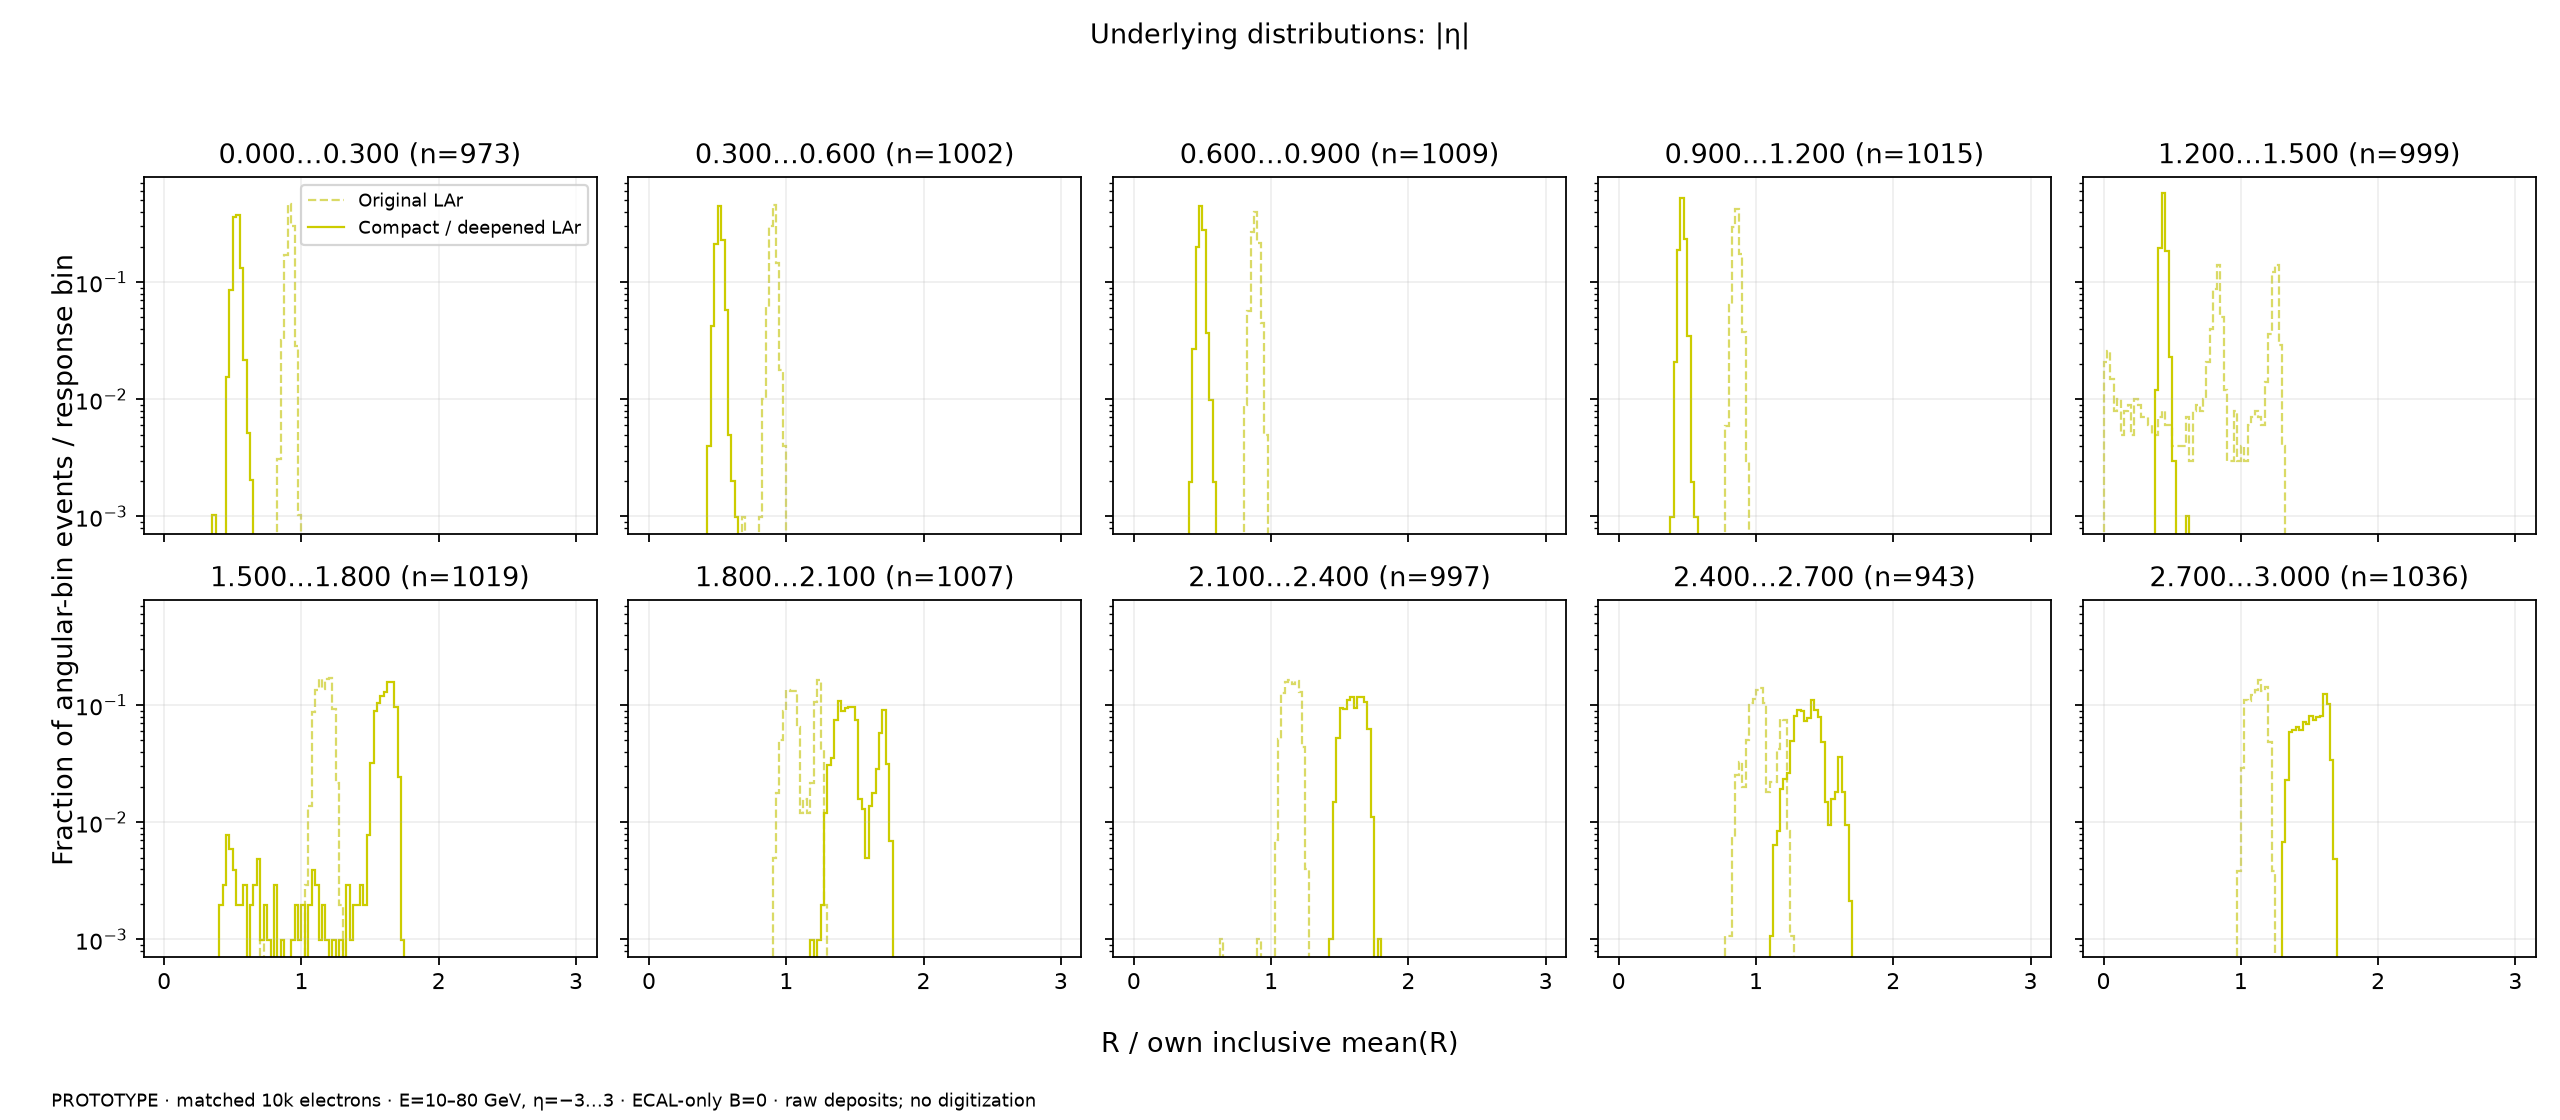 Underlying distributions: |η|
0.000...0.300 (n=973)
0.300...0.600 (n=1002)
0.600...0.900 (n=1009)
0.900...1.200 (n=1015)
1.200...1.500 (n=999)
Original LAr
Compact / deepened LAr
10⁻¹
10⁻²
10⁻³
Fraction of angular-bin events / response bin
1.500...1.800 (n=1019)
1.800...2.100 (n=1007)
2.100...2.400 (n=997)
2.400...2.700 (n=943)
2.700...3.000 (n=1036)
10⁻¹
10⁻²
10⁻³
0 1 2 3
0 1 2 3
0 1 2 3
0 1 2 3
0 1 2 3
R / own inclusive mean(R)
PROTOTYPE · matched 10k electrons · E=10–80 GeV, η=−3...3 · ECAL-only B=0 · raw deposits; no digitization